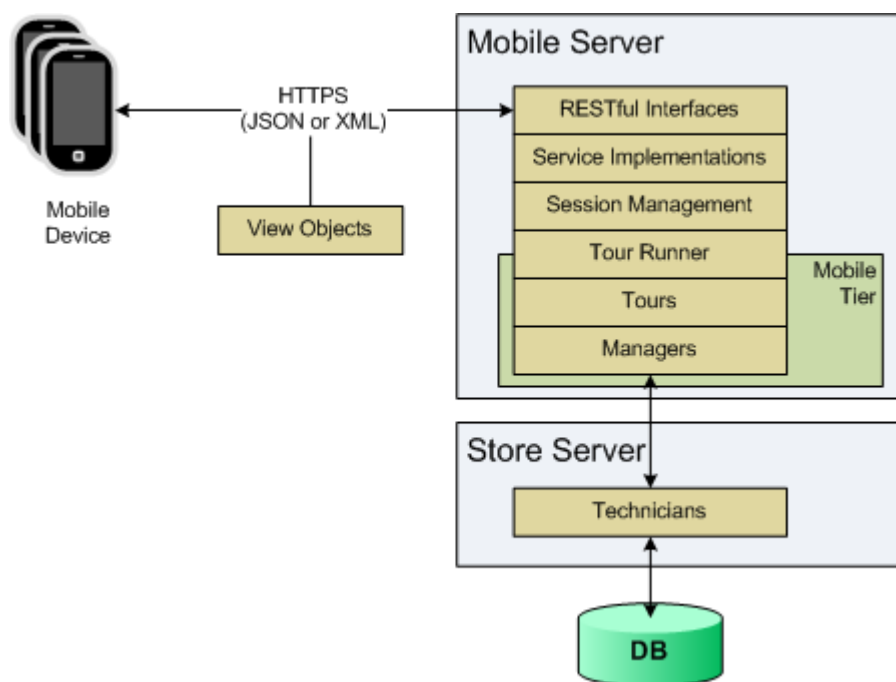 Mobile Server
HTTPS
(JSON or XML)
RESTful Interfaces
Service Implementations
Session Management
Mobile
Device
View Objects
Tour Runner
Mobile
Tier
Tours
Managers
Store Server
Technicians
DB